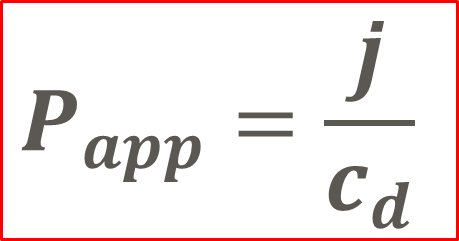 P_app = j / c_d